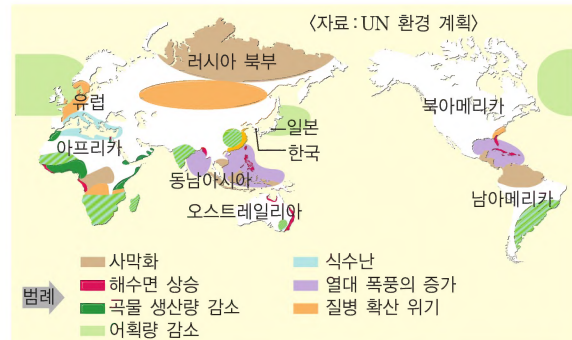 〈자료:UN 환경 계획〉
러시아 북부
유럽
북아메리카
일본
아프리카
한국
동남아시아
오스트레일리아
남아메리카
범례
사막화
식수난
해수면 상승
열대 폭풍의 증가
곡물 생산량 감소
질병 확산 위기
어획량 감소